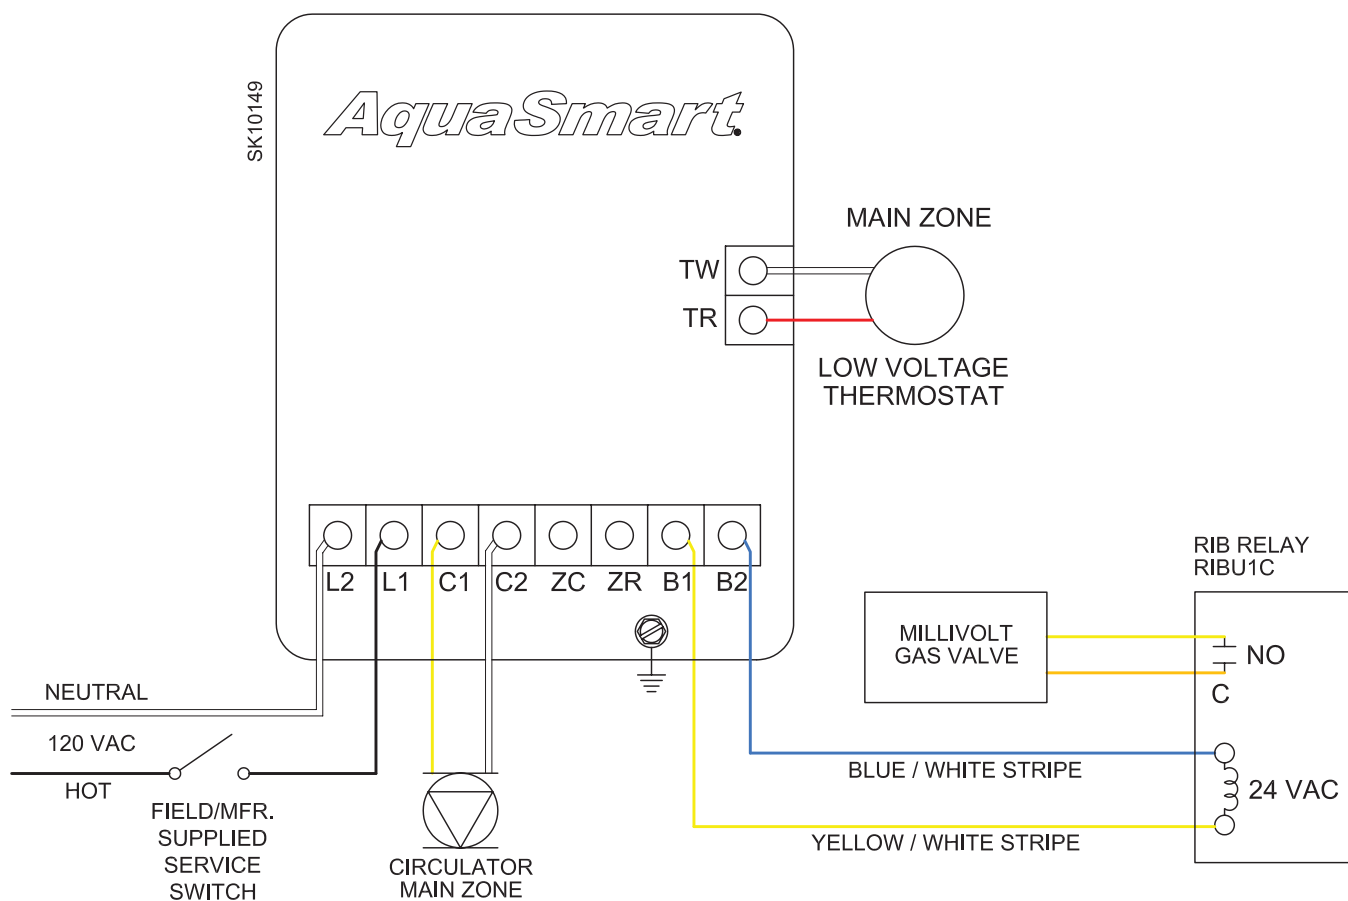 SK10149
AquaSmart.
MAIN ZONE
TW
TR
LOW VOLTAGE
THERMOSTAT
L2 L1 C1 C2 ZC ZR B1 B2
RIB RELAY
RIBU1C
MILLIVOLT
GAS VALVE
NO
C
NEUTRAL
120 VAC
HOT
FIELD/MFR.
SUPPLIED
SERVICE
SWITCH
CIRCULATOR
MAIN ZONE
BLUE / WHITE STRIPE
24 VAC
YELLOW / WHITE STRIPE